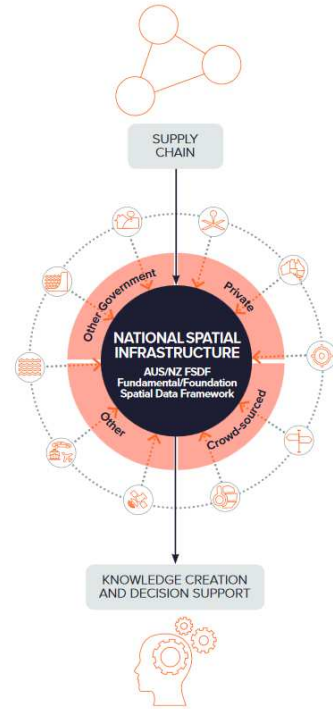 SUPPLY
CHAIN
Other Government
Private
NATIONAL SPATIAL
INFRASTRUCTURE
AUS/NZ FSDF
Fundamental/Foundation
Spatial Data Framework
Other
Crowd-sourced
KNOWLEDGE CREATION
AND DECISION SUPPORT